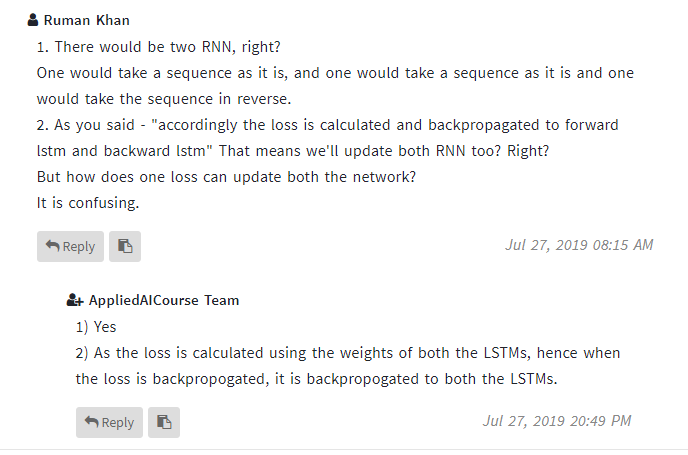 Ruman Khan
1. There would be two RNN, right?
One would take a sequence as it is, and one would take a sequence as it is and one
would take the sequence in reverse.
2. As you said - "accordingly the loss is calculated and backpropagated to forward
lstm and backward lstm" That means we'll update both RNN too? Right?
But how does one loss can update both the network?
It is confusing.
Reply
Jul 27, 2019 08:15 AM
AppliedAICourse Team
1) Yes
2) As the loss is calculated using the weights of both the LSTMs, hence when
the loss is backpropogated, it is backpropogated to both the LSTMs.
Reply
Jul 27, 2019 20:49 PM